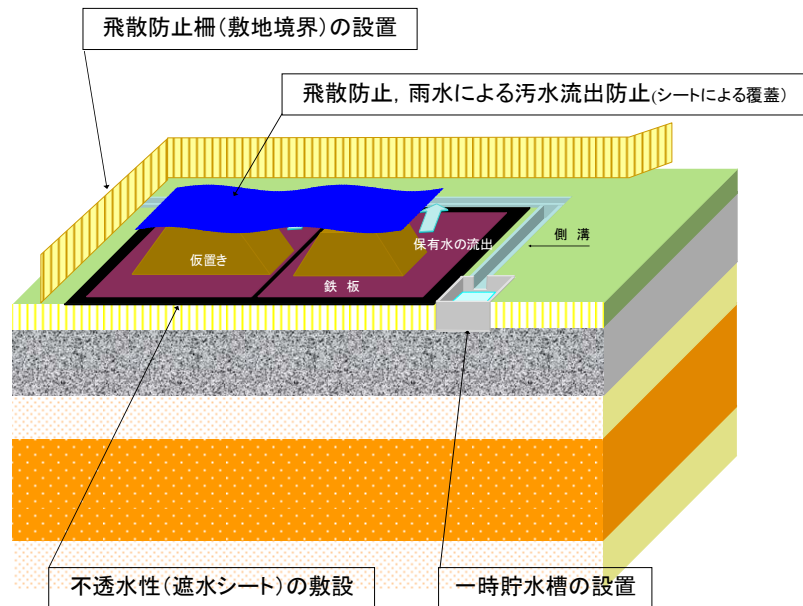 飛散防止柵(敷地境界)の設置
飛散防止，雨水による汚水流出防止(シートによる覆蓋)
保有水の流出
側 溝
仮置き
鉄 板
不透水性(遮水シート)の敷設
一時貯水槽の設置